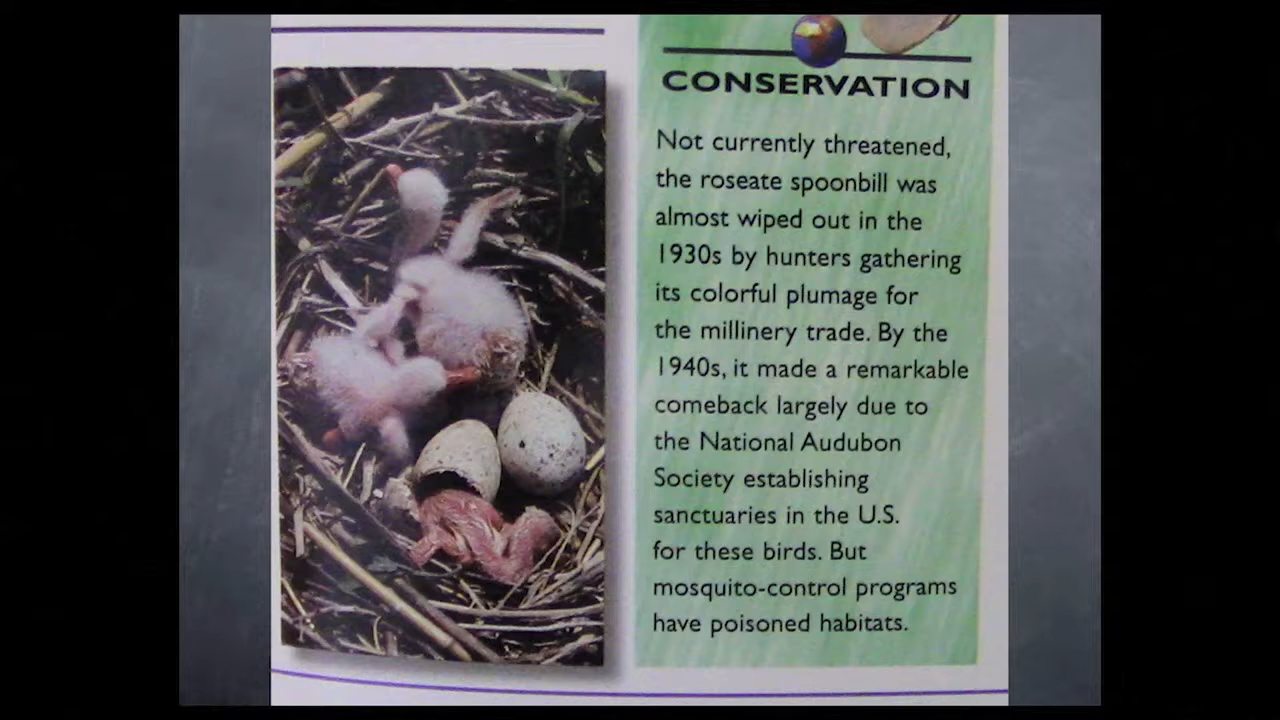 CONSERVATION
Not currently threatened,
the roseate spoonbill was
almost wiped out in the
1930s by hunters gathering
its colorful plumage for
the millinery trade. By the
1940s, it made a remarkable
comeback largely due to
the National Audubon
Society establishing
sanctuaries in the U.S.
for these birds. But
mosquito-control programs
have poisoned habitats.